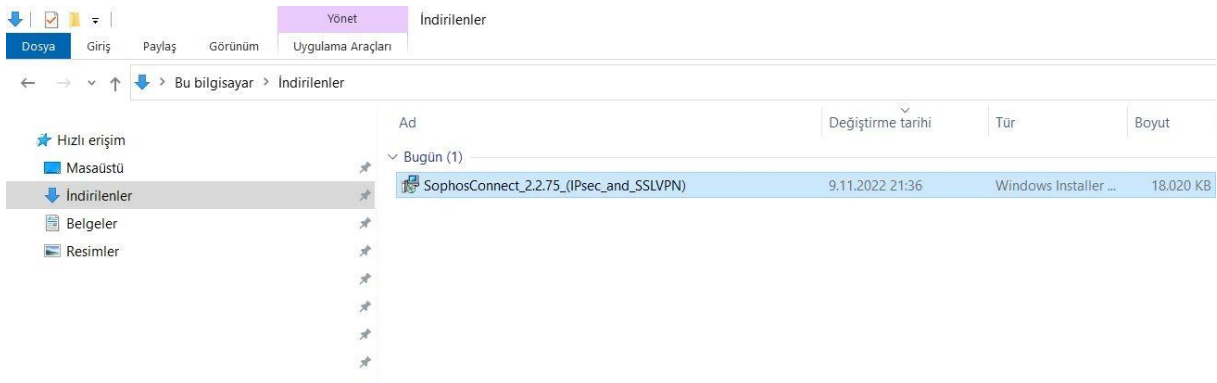 Yönet İndirilenler
Dosya Giriş Paylaş Görünüm Uygulama Araçları
Bu bilgisayar > İndirilenler
Ad Değiştirme tarihi Tür Boyut
Hızlı erişim
Bugün (1)
Masaüstü
SophosConnect_2.2.75_(IPsec_and_SSLVPN) 9.11.2022 21:36 Windows Installer ... 18.020 KB
İndirilenler
Belgeler
Resimler